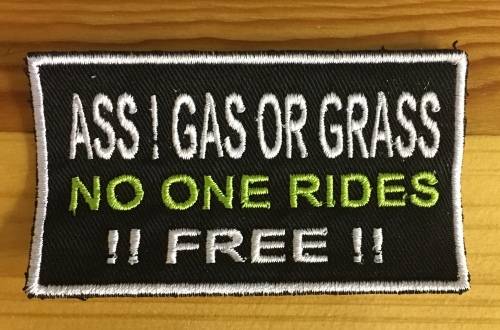 ASS ! GAS OR GRASS
NO ONE RIDES
!! FREE !!